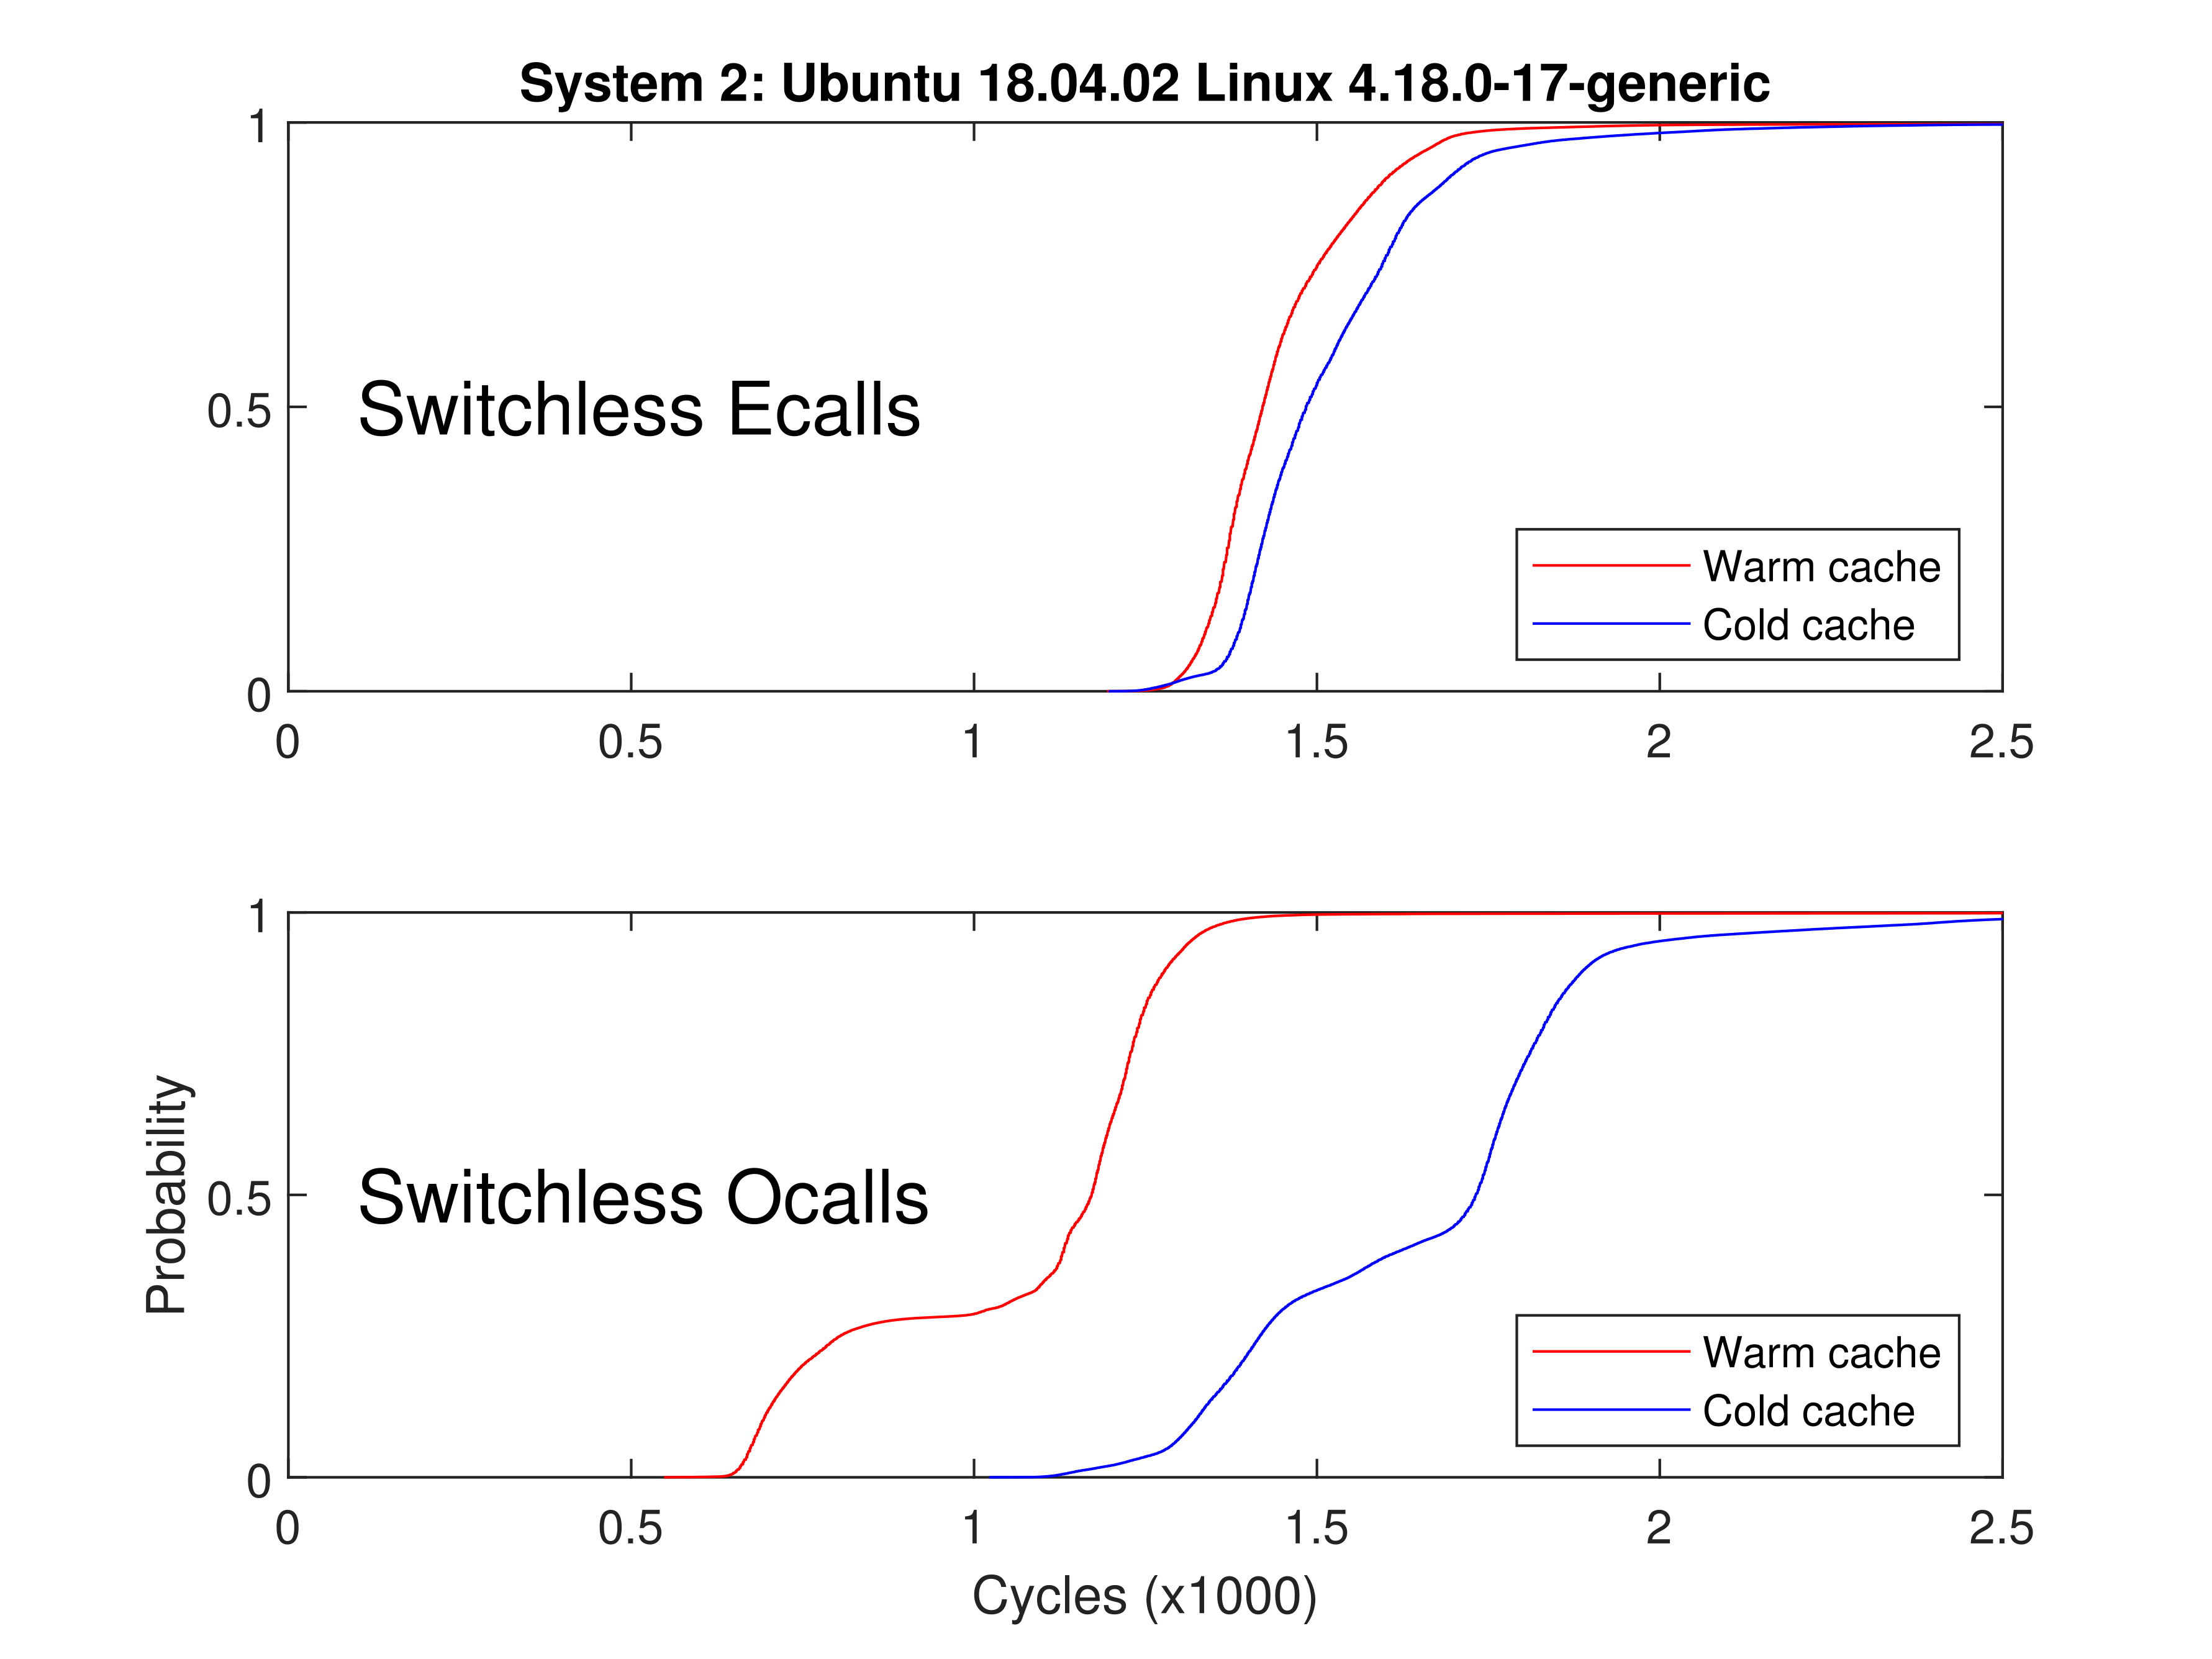 System 2: Ubuntu 18.04.02 Linux 4.18.0-17-generic
1
0.5
0
Switchless Ecalls
Warm cache
Cold cache
0 0.5 1 1.5 2 2.5
1
0.5
0
Probability
Switchless Ocalls
Warm cache
Cold cache
0 0.5 1 1.5 2 2.5
Cycles (x1000)